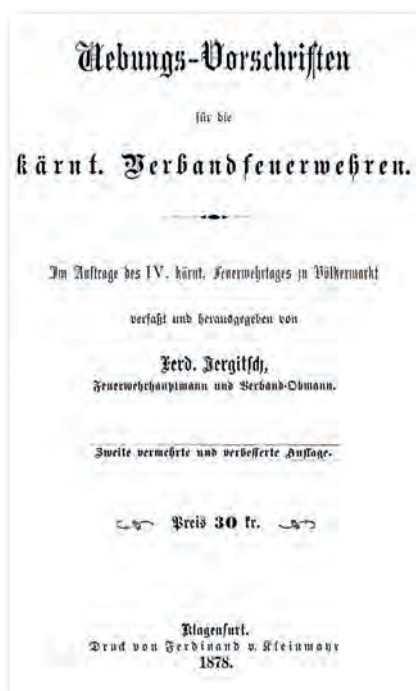 Uebungs-Vorschriften
für die
kärnt. Verbandfeuerwehren.
Im Auftrage des IV. kärnt. Feuerwehrtages zu Völkermarkt
verfaßt und herausgegeben von
Ferd. Jergitsch,
Feuerwehrhauptmann und Verband-Obmann.
Zweite vermehrte und verbesserte Auflage.
Preis 30 kr.
Klagenfurt.
Druck von Ferdinand v. Kleinmayr
1878.